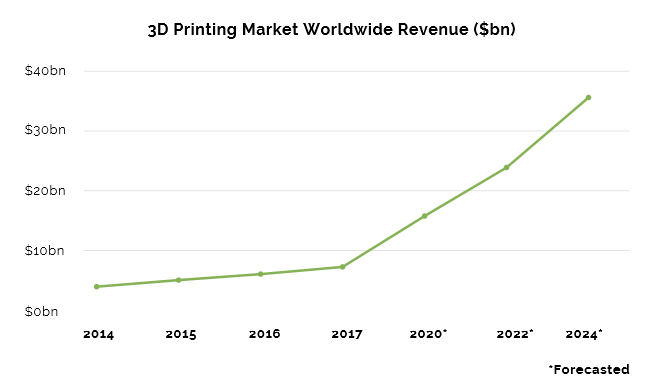 3D Printing Market Worldwide Revenue ($bn)
$40bn
$30bn
$20bn
$10bn
$0bn
2014 2015 2016 2017 2020* 2022* 2024*
*Forecasted